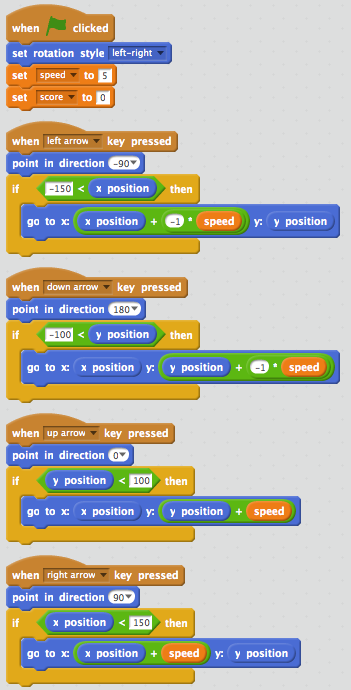 when clicked
set rotation style left-right
set speed to 5
set score to 0
when left arrow key pressed
point in direction -90
if -150 < x position then
go to x: x position + -1 * speed y: y position
when down arrow key pressed
point in direction 180
if -100 < y position then
go to x: x position y: y position + -1 * speed
when up arrow key pressed
point in direction 0
if y position < 100 then
go to x: x position y: y position + speed
when right arrow key pressed
point in direction 90
if x position < 150 then
go to x: x position + speed y: y position